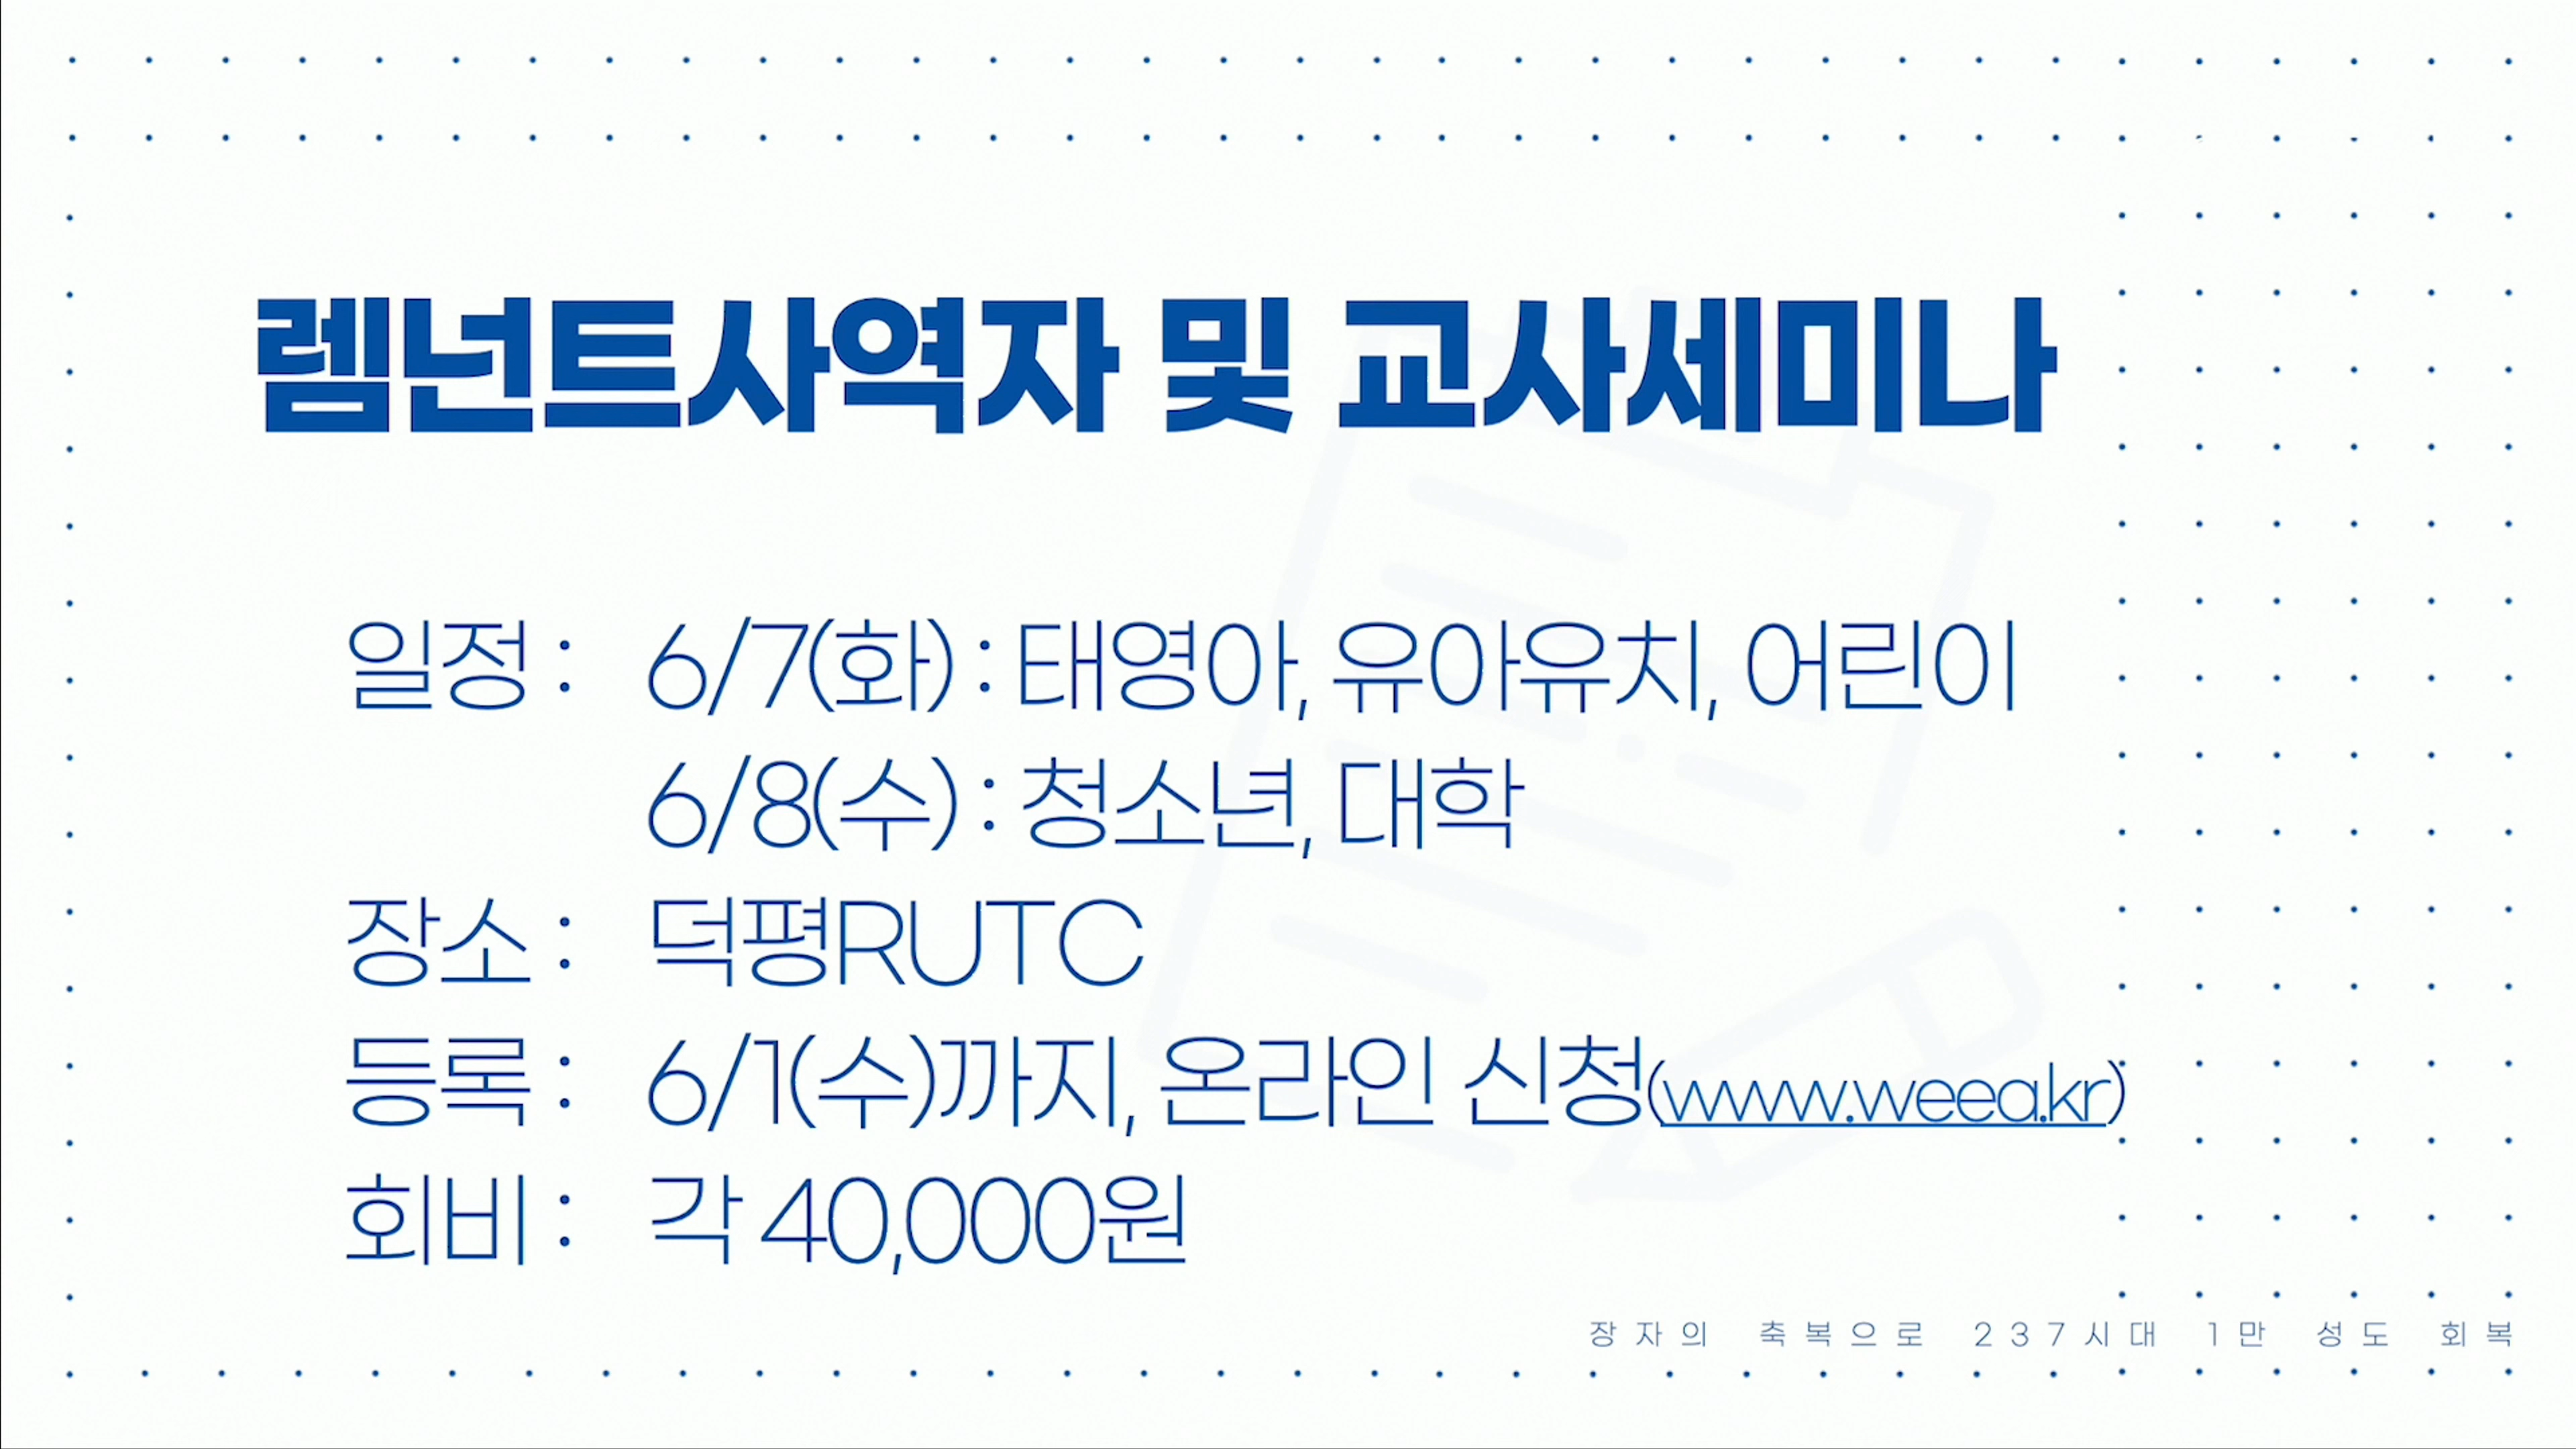 렘넌트사역자 및 교사세미나
일정 : 6/7(화) : 태영아, 유아유치, 어린이
6/8(수) : 청소년, 대학
장소 : 덕평RUTC
등록 : 6/1(수)까지, 온라인 신청(www.weea.kr)
회비 : 각 40,000원
장자의 축복으로 237시대 1만 성도 회복